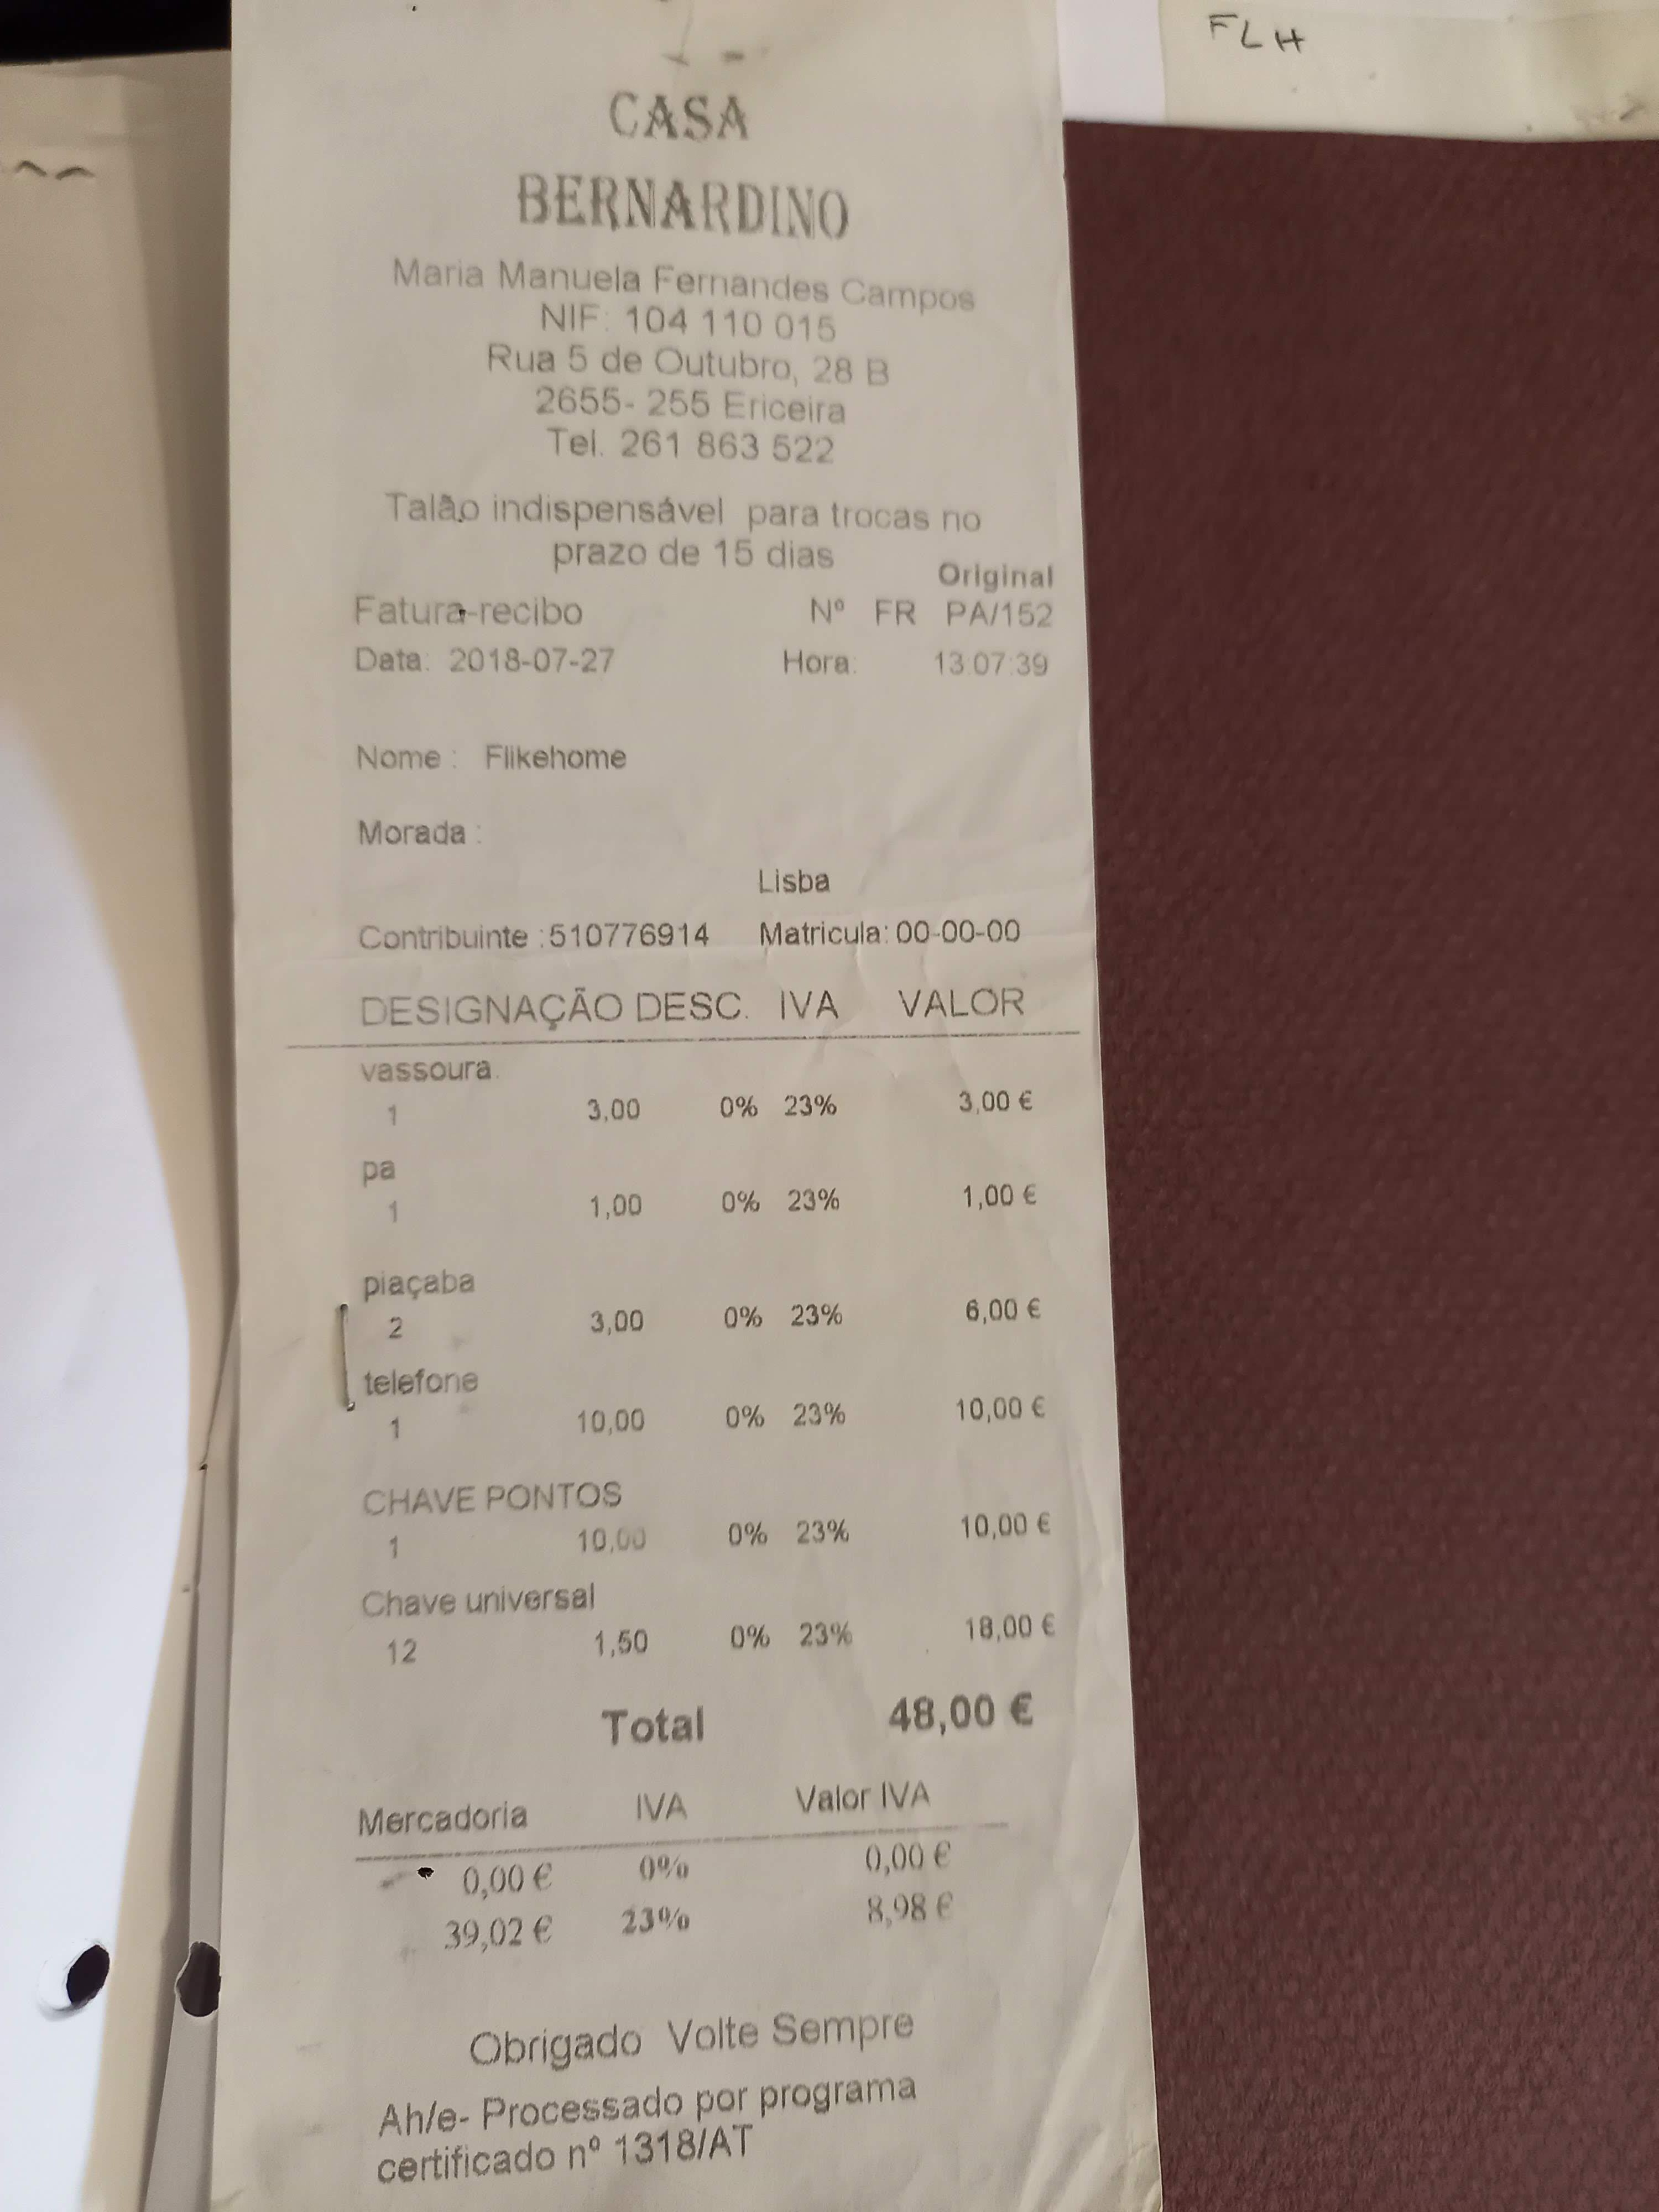 FLH
CASA
BERNARDINO
Maria Manuela Fernandes Campos
NIF: 104 110 015
Rua 5 de Outubro, 28 B
2655- 255 Ericeira
Tel. 261 863 522
Talão indispensável para trocas no
prazo de 15 dias
Original
Fatura-recibo Nº FR PA/152
Data: 2018-07-27 Hora: 13:07:39
Nome : Flikehome
Morada :
Lisba
Contribuinte :510776914 Matricula: 00-00-00
DESIGNAÇÃO DESC. IVA VALOR
vassoura.
1 3,00 0% 23% 3,00 €
pa
1 1,00 0% 23% 1,00 €
piaçaba
2 3,00 0% 23% 6,00 €
telefone
1 10,00 0% 23% 10,00 €
CHAVE PONTOS
1 10,00 0% 23% 10,00 €
Chave universal
12 1,50 0% 23% 18,00 €
Total 48,00 €
Mercadoria IVA Valor IVA
0,00 € 0% 0,00 €
39,02 € 23% 8,98 €
Obrigado Volte Sempre
Ah/e- Processado por programa
certificado nº 1318/AT